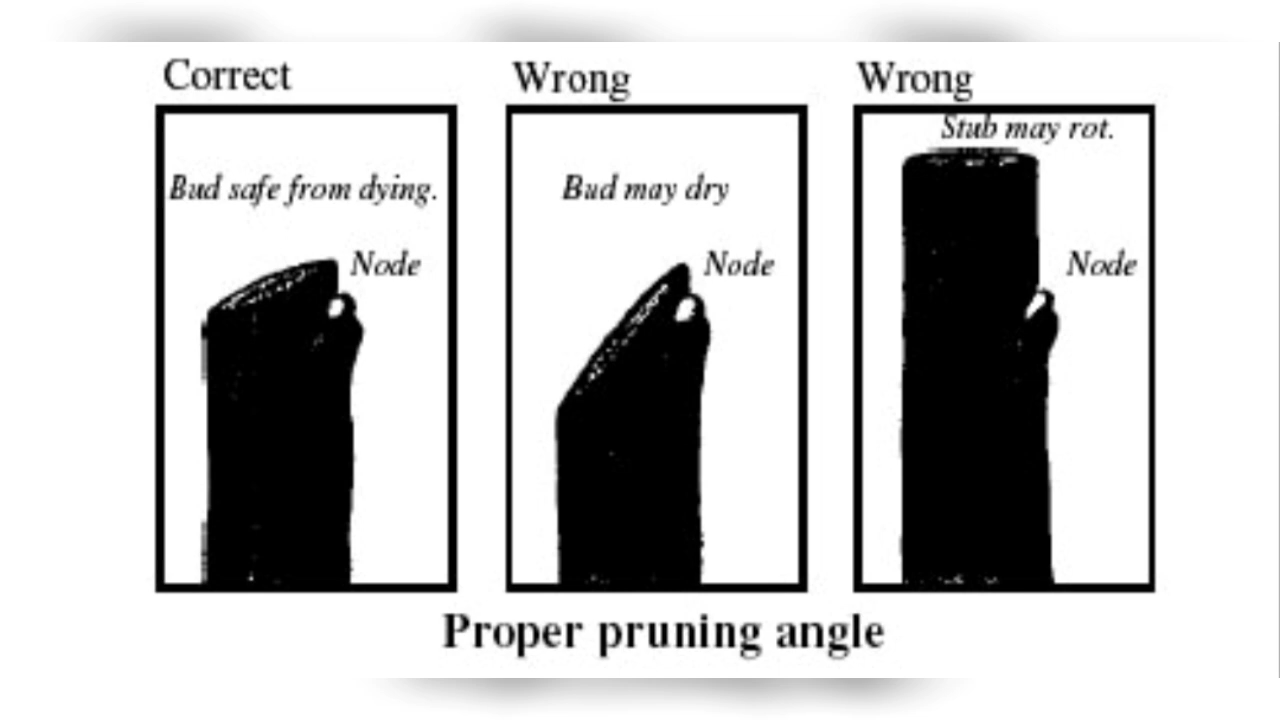 Correct
Bud safe from dying.
Node
Wrong
Bud may dry
Node
Wrong
Stub may rot.
Node
Proper pruning angle